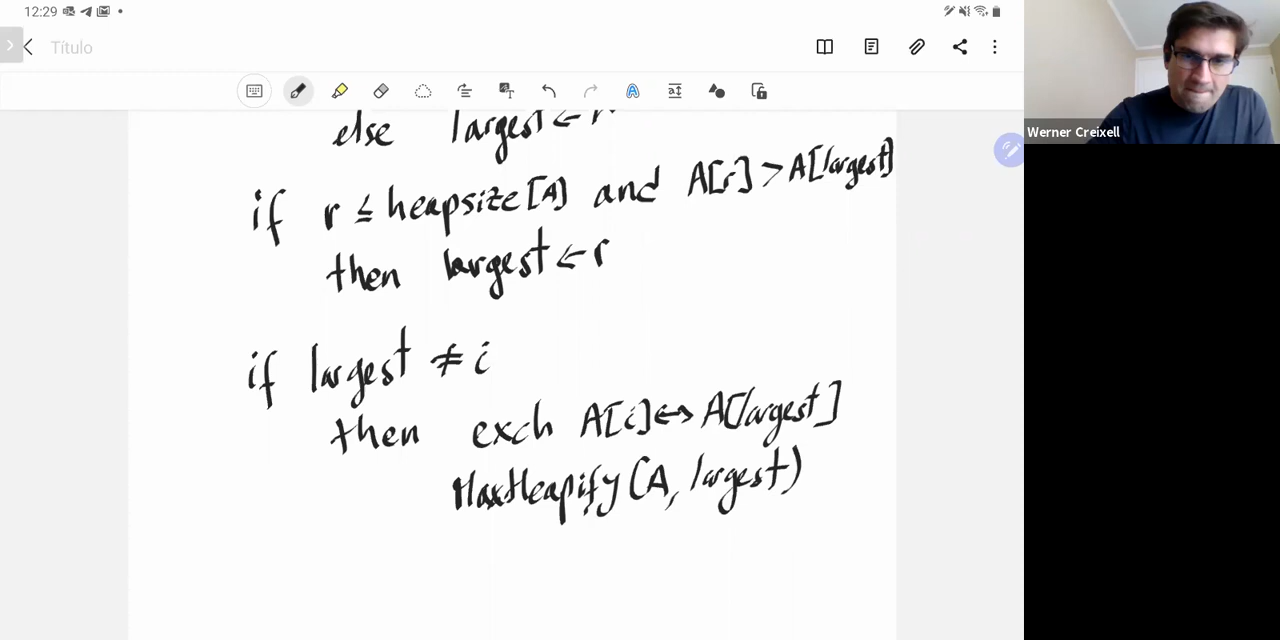 12:29
Título
Werner Creixell
else largest ←
if r ≤ heapsize[A] and A[r] > A[largest]
then largest ← r
if largest ≠ i
then exch A[i] ↔ A[largest]
MaxHeapify(A, largest)